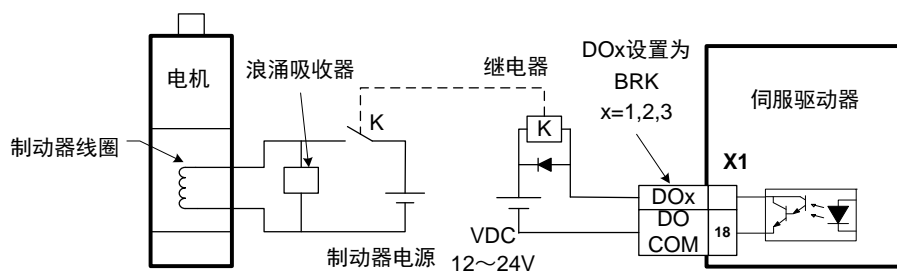 电机
制动器线圈
浪涌吸收器
K
制动器电源
继电器
K
VDC
12～24V
DOx设置为
BRK
x=1,2,3
伺服驱动器
X1
DOx
DO
COM
18